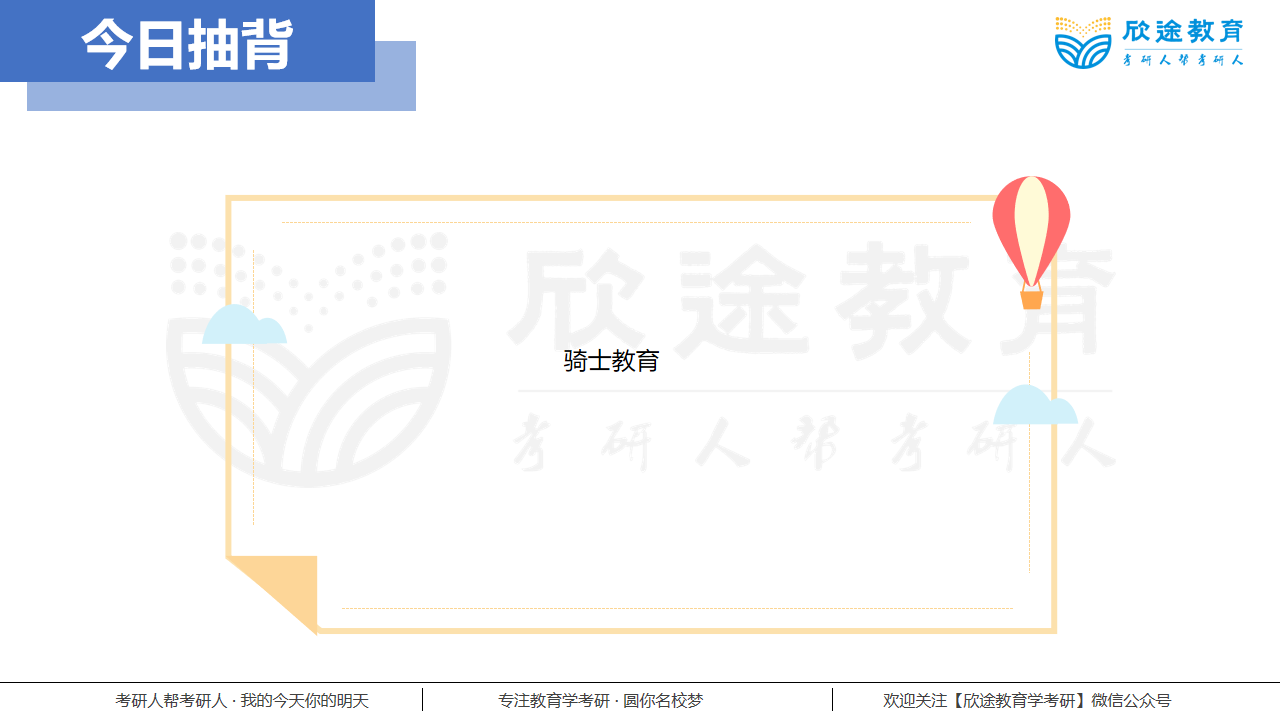 今日抽背
欣途教育
考研人帮考研人
欣途教育
骑士教育
考研人帮考研人
考研人帮考研人 · 我的今天你的明天
专注教育学考研 · 圆你名校梦
欢迎关注【欣途教育学考研】微信公众号